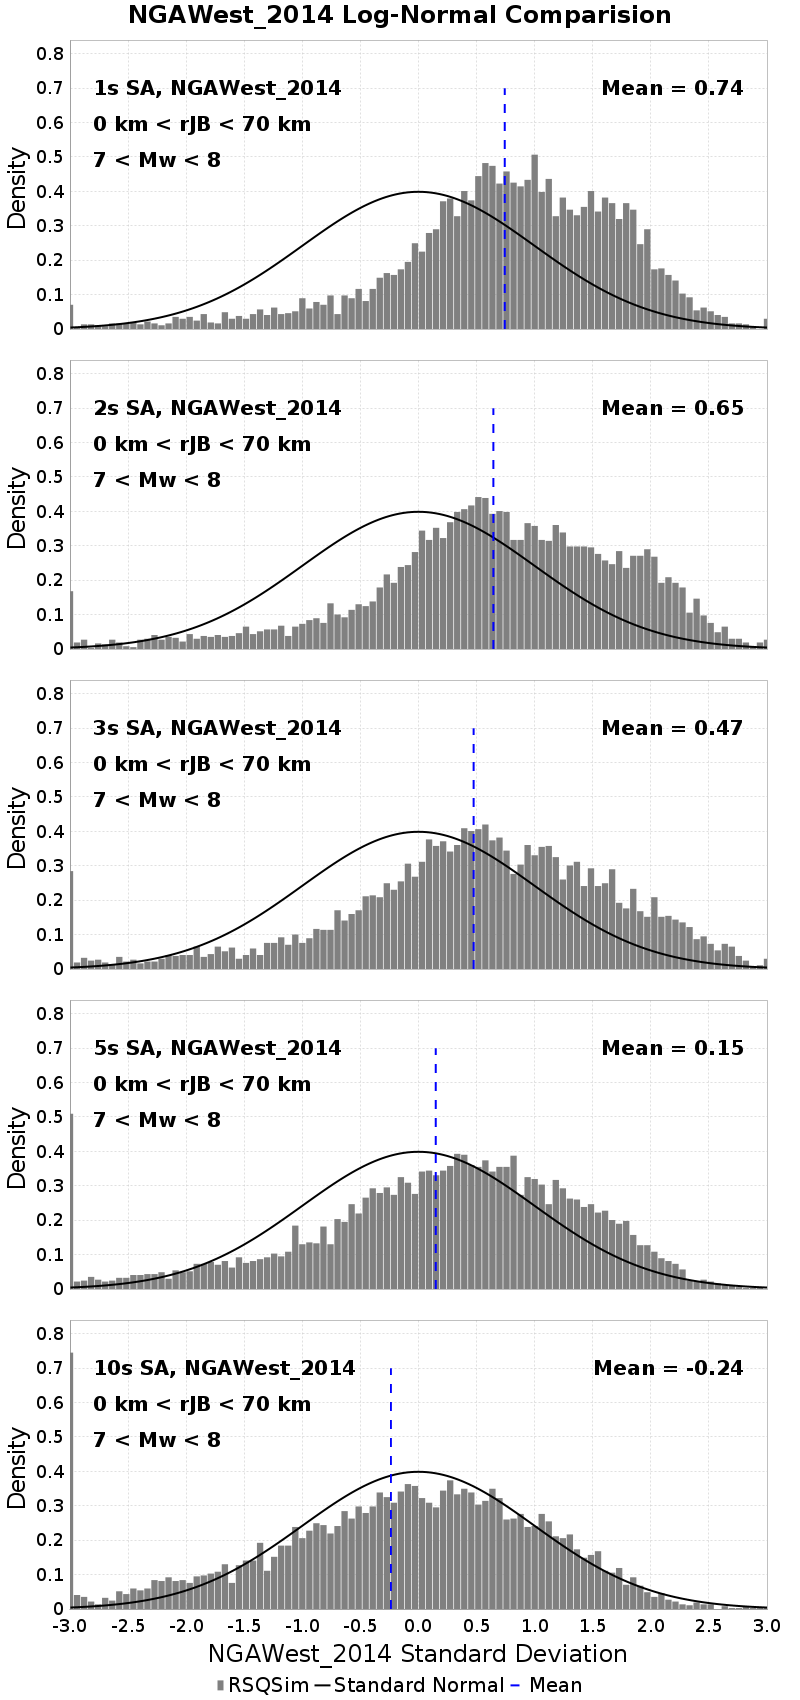 NGAWest_2014 Log-Normal Comparision
0.8
0.7
0.6
0.5
0.4
0.3
0.2
0.1
0
Density
1s SA, NGAWest_2014
Mean = 0.74
0 km < rJB < 70 km
7 < Mw < 8
0.8
0.7
0.6
0.5
0.4
0.3
0.2
0.1
0
Density
2s SA, NGAWest_2014
Mean = 0.65
0 km < rJB < 70 km
7 < Mw < 8
0.8
0.7
0.6
0.5
0.4
0.3
0.2
0.1
0
Density
3s SA, NGAWest_2014
Mean = 0.47
0 km < rJB < 70 km
7 < Mw < 8
0.8
0.7
0.6
0.5
0.4
0.3
0.2
0.1
0
Density
5s SA, NGAWest_2014
Mean = 0.15
0 km < rJB < 70 km
7 < Mw < 8
0.8
0.7
0.6
0.5
0.4
0.3
0.2
0.1
0
Density
10s SA, NGAWest_2014
Mean = -0.24
0 km < rJB < 70 km
7 < Mw < 8
-3.0 -2.5 -2.0 -1.5 -1.0 -0.5 0.0 0.5 1.0 1.5 2.0 2.5 3.0
NGAWest_2014 Standard Deviation
RSQSim Standard Normal Mean